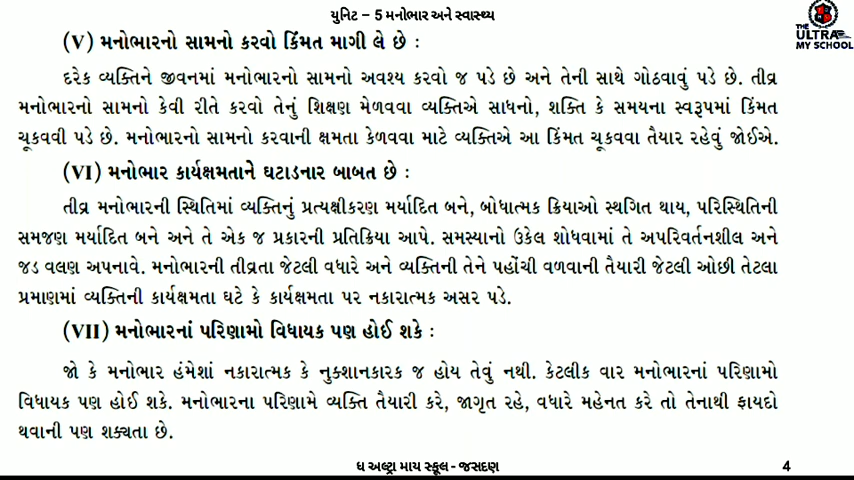 યુનિટ – 5 મનોભાર અને સ્વાસ્થ્ય
THE
ULTRA
MY SCHOOL
(V) મનોભારનો સામનો કરવો કિંમત માગી લે છે :
દરેક વ્યક્તિને જીવનમાં મનોભારનો સામનો અવશ્ય કરવો જ પડે છે અને તેની સાથે ગોઠવાવું પડે છે. તીવ્ર
મનોભારનો સામનો કેવી રીતે કરવો તેનું શિક્ષણ મેળવવા વ્યક્તિએ સાધનો, શક્તિ કે સમયના સ્વરૂપમાં કિંમત
ચૂકવવી પડે છે. મનોભારનો સામનો કરવાની ક્ષમતા કેળવવા માટે વ્યક્તિએ આ કિંમત ચૂકવવા તૈયાર રહેવું જોઈએ.
(VI) મનોભાર કાર્યક્ષમતાને ઘટાડનાર બાબત છે :
તીવ્ર મનોભારની સ્થિતિમાં વ્યક્તિનું પ્રત્યક્ષીકરણ મર્યાદિત બને, બોધાત્મક ક્રિયાઓ સ્થગિત થાય, પરિસ્થિતિની
સમજણ મર્યાદિત બને અને તે એક જ પ્રકારની પ્રતિક્રિયા આપે. સમસ્યાનો ઉકેલ શોધવામાં તે અપરિવર્તનશીલ અને
જડ વલણ અપનાવે. મનોભારની તીવ્રતા જેટલી વધારે અને વ્યક્તિની તેને પહોંચી વળવાની તૈયારી જેટલી ઓછી તેટલા
પ્રમાણમાં વ્યક્તિની કાર્યક્ષમતા ઘટે કે કાર્યક્ષમતા પર નકારાત્મક અસર પડે.
(VII) મનોભારનાં પરિણામો વિધાયક પણ હોઈ શકે :
જો કે મનોભાર હંમેશાં નકારાત્મક કે નુક્શાનકારક જ હોય તેવું નથી. કેટલીક વાર મનોભારનાં પરિણામો
વિધાયક પણ હોઈ શકે. મનોભારના પરિણામે વ્યક્તિ તૈયારી કરે, જાગૃત રહે, વધારે મહેનત કરે તો તેનાથી ફાયદો
થવાની પણ શક્યતા છે.
ધ અલ્ટ્રા માય સ્કૂલ - જસદણ
4